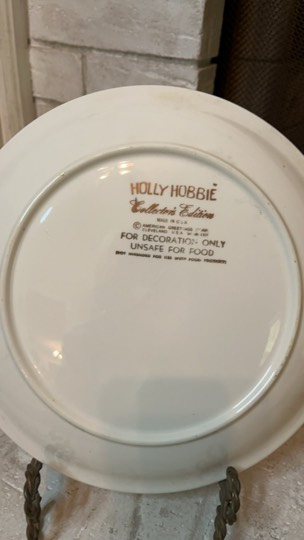 HOLLY HOBBIE
Collector's Edition
MADE IN U.S.A.
© AMERICAN GREETINGS CORP.
CLEVELAND, U.S.A.
FOR DECORATION ONLY
UNSAFE FOR FOOD